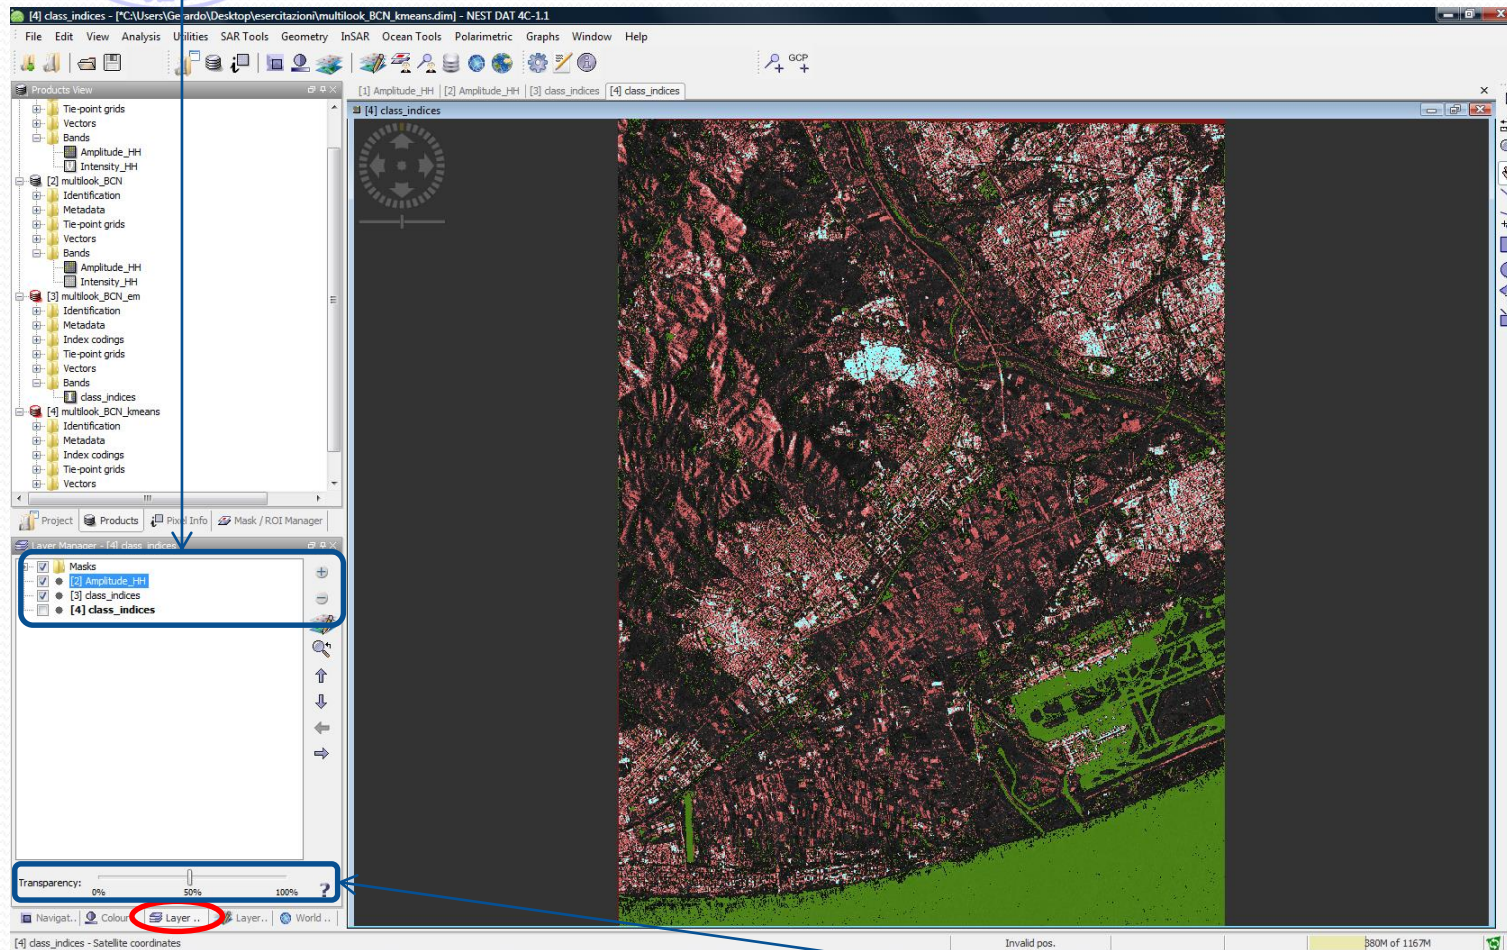 [4] class_indices - [*C:\Users\Gerardo\Desktop\esercitazioni\multilook_BCN_kmeans.dim] - NEST DAT 4C-1.1
File Edit View Analysis Utilities SAR Tools Geometry InSAR Ocean Tools Polarimetric Graphs Window Help
GCP
Products View
[1] Amplitude_HH [2] Amplitude_HH [3] class_indices [4] class_indices
[4] class_indices
Tie-point grids
Vectors
Bands
Amplitude_HH
Intensity_HH
[2] multilook_BCN
Identification
Metadata
Tie-point grids
Vectors
Bands
Amplitude_HH
Intensity_HH
[3] multilook_BCN_em
Identification
Metadata
Index codings
Tie-point grids
Vectors
Bands
class_indices
[4] multilook_BCN_kmeans
Identification
Metadata
Index codings
Tie-point grids
Vectors
Project Products Pixel Info Mask / ROI Manager
Layer Manager - [4] class_indices
Masks
[2] Amplitude_HH
[3] class_indices
[4] class_indices
Transparency:
0% 50% 100%
?
Navigat.. Colour Layer .. Layer.. World ..
[4] class_indices - Satellite coordinates Invalid pos. 380M of 1167M